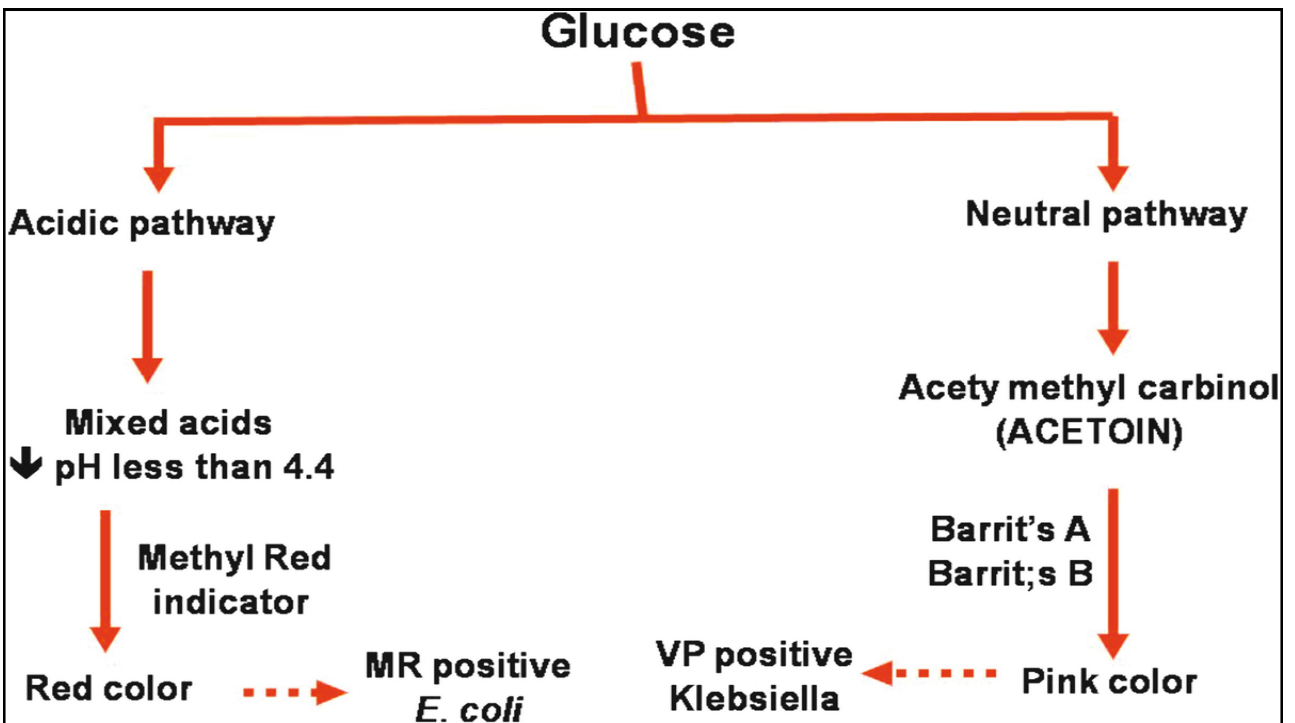 Glucose
Acidic pathway
Neutral pathway
Mixed acids
pH less than 4.4
Acety methyl carbinol
(ACETOIN)
Methyl Red
indicator
Barrit's A
Barrit;s B
Red color
MR positive
E. coli
VP positive
Klebsiella
Pink color